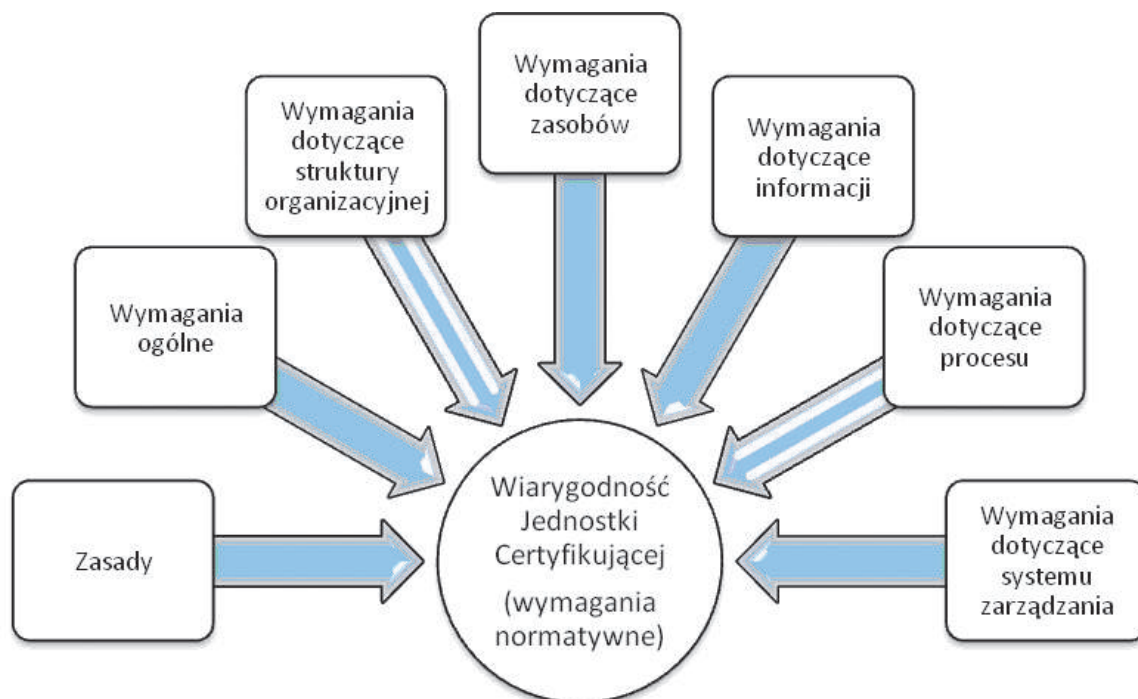 Zasady
Wymagania
ogólne
Wymagania
dotyczące
struktury
organizacyjnej
Wymagania
dotyczące
zasobów
Wymagania
dotyczące
informacji
Wymagania
dotyczące
procesu
Wymagania
dotyczące
systemu
zarządzania
Wiarygodność
Jednostki
Certyfikującej
(wymagania
normatywne)